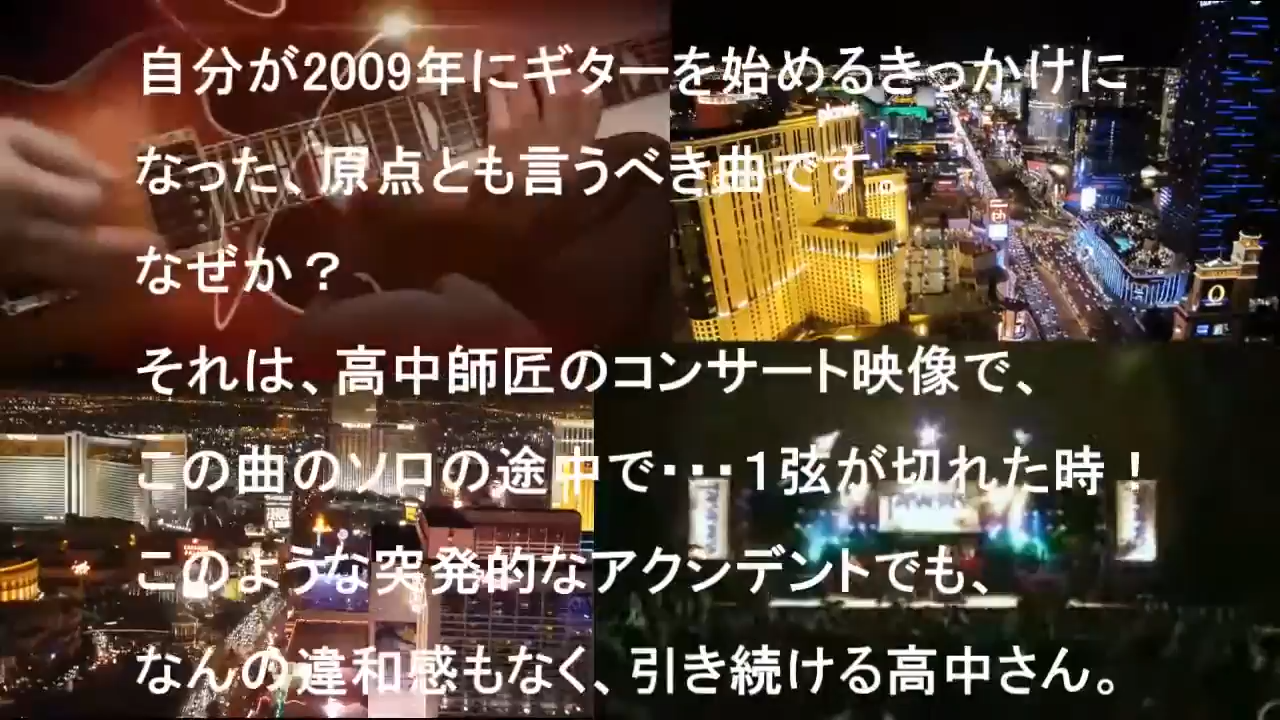 自分が2009年にギターを始めるきっかけに
なった、原点とも言うべき曲です。
なぜか？
それは、高中師匠のコンサート映像で、
この曲のソロの途中で・・・１弦が切れた時！
このような突発的なアクシデントでも、
なんの違和感もなく、引き続ける高中さん。
planet